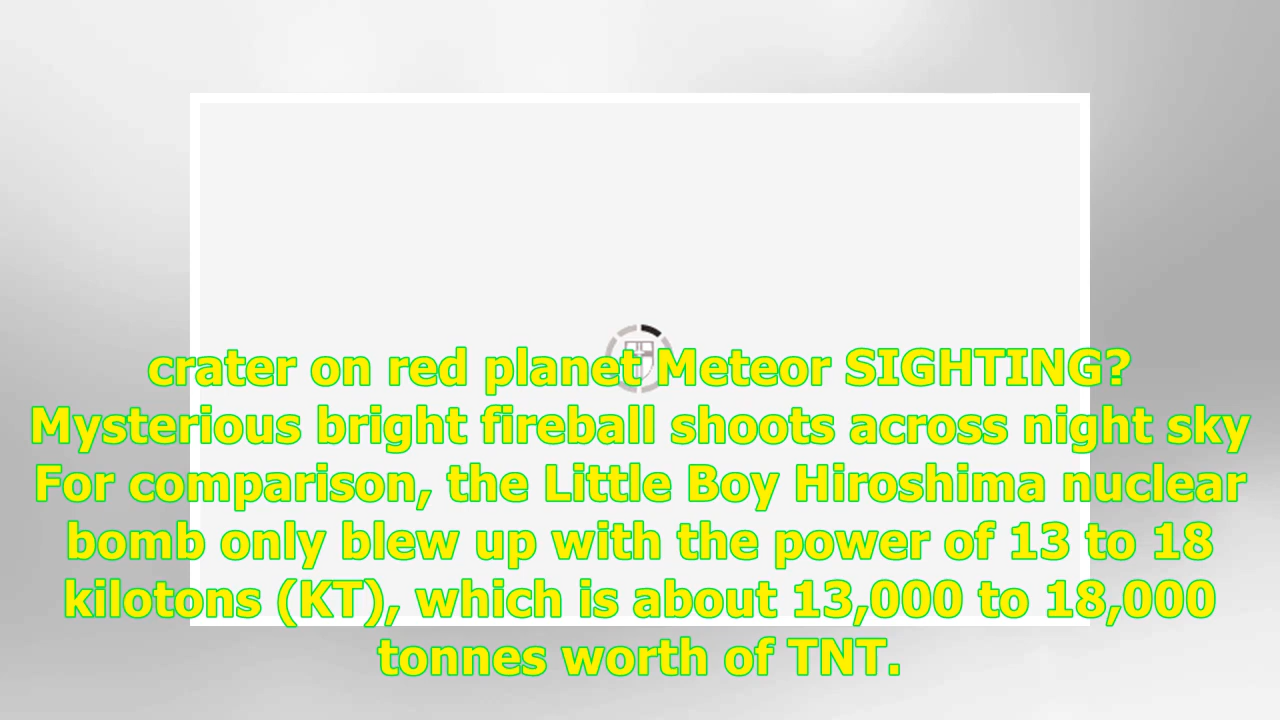 crater on red planet Meteor SIGHTING?
Mysterious bright fireball shoots across night sky
For comparison, the Little Boy Hiroshima nuclear
bomb only blew up with the power of 13 to 18
kilotons (KT), which is about 13,000 to 18,000
tonnes worth of TNT.